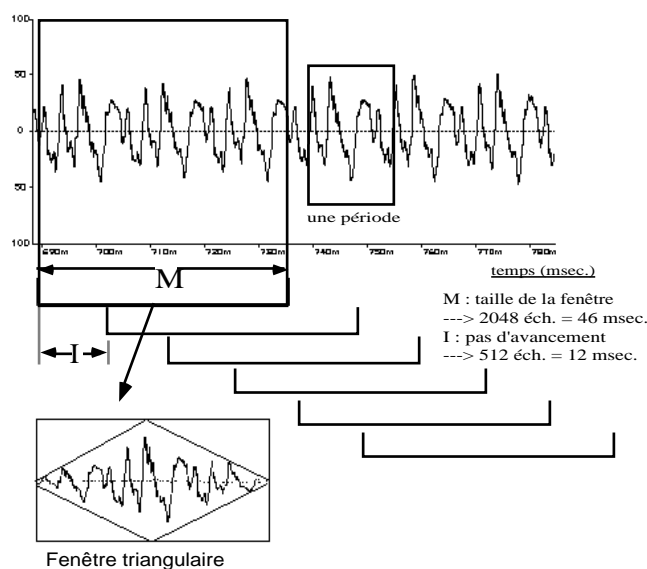 100
50
0
50
100
une période
690m 700m 710m 720m 730m 740m 750m 760m 770m 780m
M
temps (msec.)
M : taille de la fenêtre
---> 2048 éch. = 46 msec.
I : pas d'avancement
---> 512 éch. = 12 msec.
I
Fenêtre triangulaire